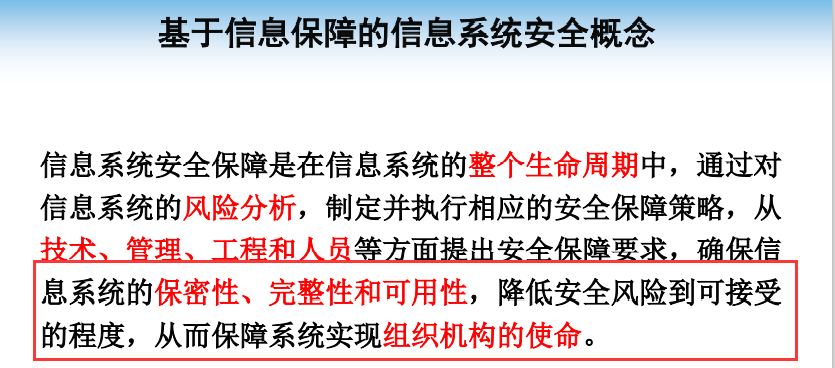 基于信息保障的信息系统安全概念
信息系统安全保障是在信息系统的整个生命周期中，通过对
信息系统的风险分析，制定并执行相应的安全保障策略，从
技术、管理、工程和人员等方面提出安全保障要求，确保信
息系统的保密性、完整性和可用性，降低安全风险到可接受
的程度，从而保障系统实现组织机构的使命。